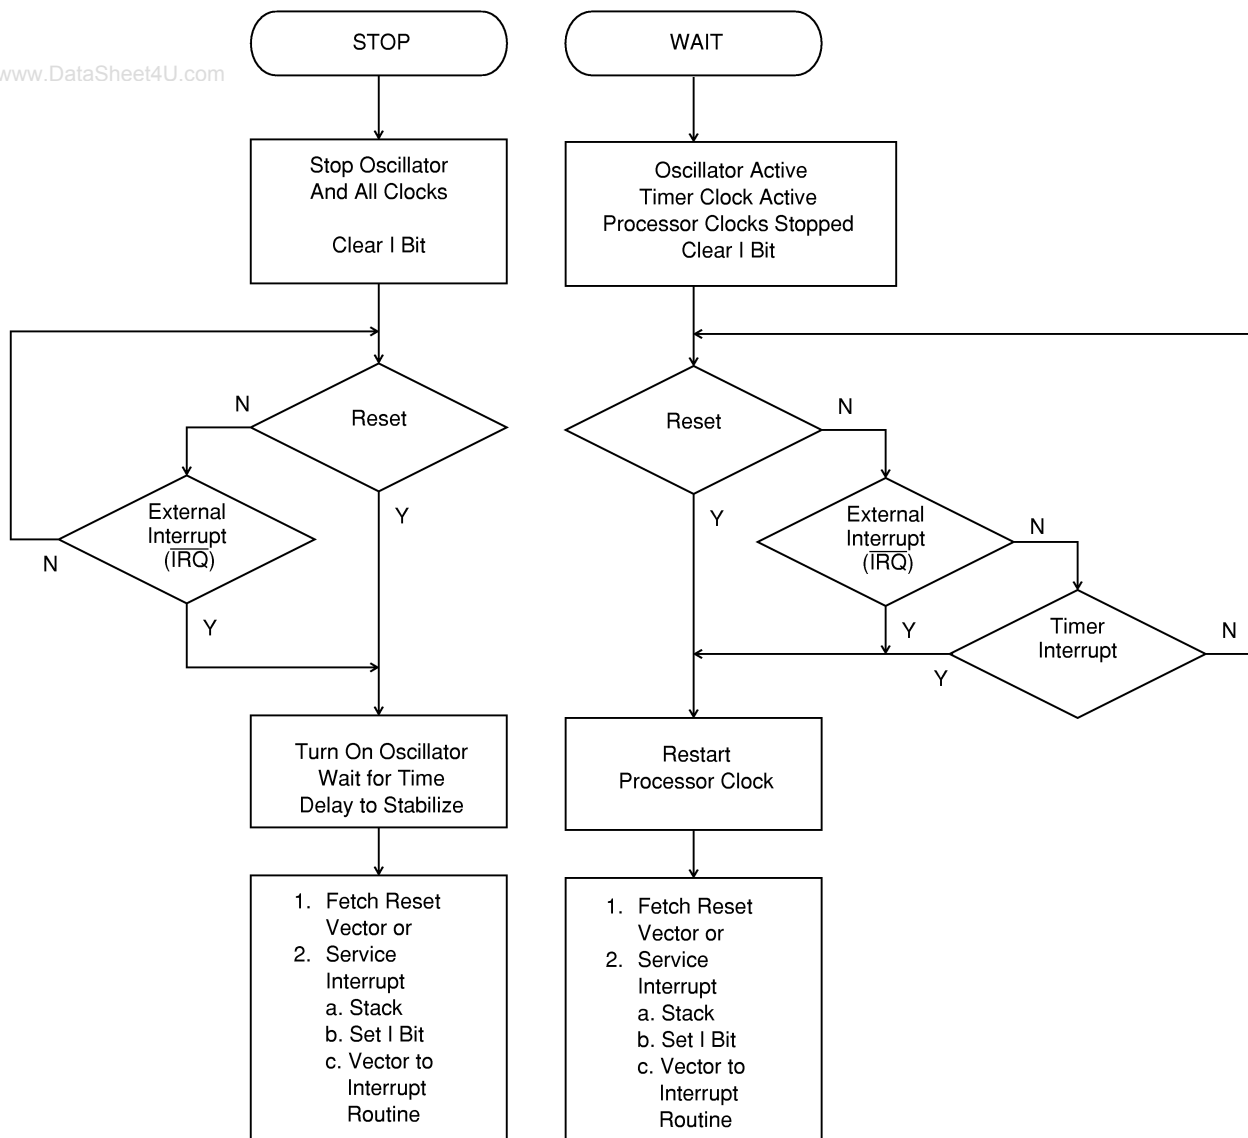 www.DataSheet4U.com
STOP
Stop Oscillator
And All Clocks
Clear I Bit
N
Reset
Y
External
Interrupt
(I̅R̅Q̅)
N
Y
Turn On Oscillator
Wait for Time
Delay to Stabilize
1. Fetch Reset
Vector or
2. Service
Interrupt
a. Stack
b. Set I Bit
c. Vector to
Interrupt
Routine
WAIT
Oscillator Active
Timer Clock Active
Processor Clocks Stopped
Clear I Bit
Reset
N
Y
External
Interrupt
(I̅R̅Q̅)
N
Y
Timer
Interrupt
N
Y
Restart
Processor Clock
1. Fetch Reset
Vector or
2. Service
Interrupt
a. Stack
b. Set I Bit
c. Vector to
Interrupt
Routine